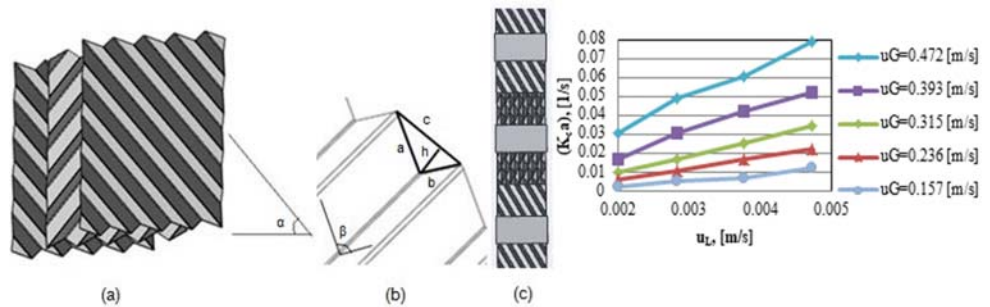 α
(a)
c
a
h
b
β
(b)
(c)
(KGa), [1/s]
0.08
0.07
0.06
0.05
0.04
0.03
0.02
0.01
0
0.002
0.003
0.004
0.005
uL, [m/s]
uG=0.472 [m/s]
uG=0.393 [m/s]
uG=0.315 [m/s]
uG=0.236 [m/s]
uG=0.157 [m/s]